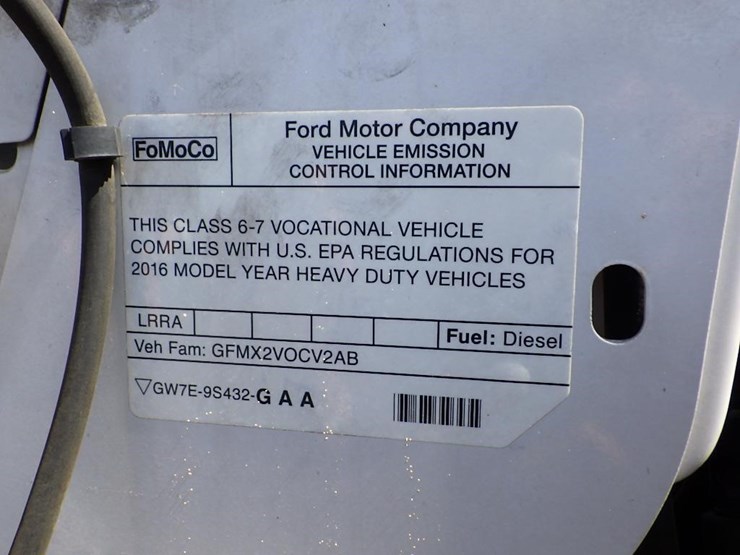 FoMoCo
Ford Motor Company
VEHICLE EMISSION
CONTROL INFORMATION
THIS CLASS 6-7 VOCATIONAL VEHICLE
COMPLIES WITH U.S. EPA REGULATIONS FOR
2016 MODEL YEAR HEAVY DUTY VEHICLES
LRRA
Fuel: Diesel
Veh Fam: GFMX2VOCV2AB
▽GW7E-9S432-GAA